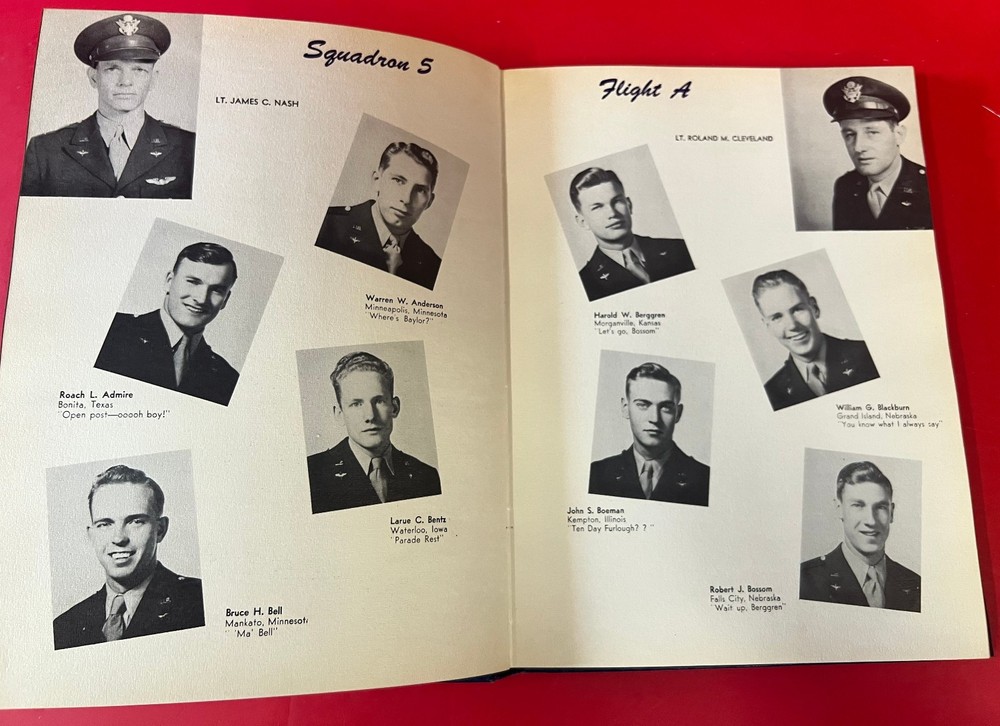 Squadron 5
LT. JAMES C. NASH
Warren W. Anderson
Minneapolis, Minnesota
"Where's Baylor?"
Roach L. Admire
Bonita, Texas
"Open post—ooooh boy!"
Larue C. Bentz
Waterloo, Iowa
"Parade Rest"
Bruce H. Bell
Mankato, Minnesota
" 'Ma' Bell"
Flight A
LT. ROLAND M. CLEVELAND
Harold W. Berggren
Morganville, Kansas
"Let's go, Bossom"
William G. Blackburn
Grand Island, Nebraska
"You know what I always say"
John S. Boeman
Kempton, Illinois
"Ten Day Furlough? ? "
Robert J. Bossom
Falls City, Nebraska
"Wait up, Berggren"